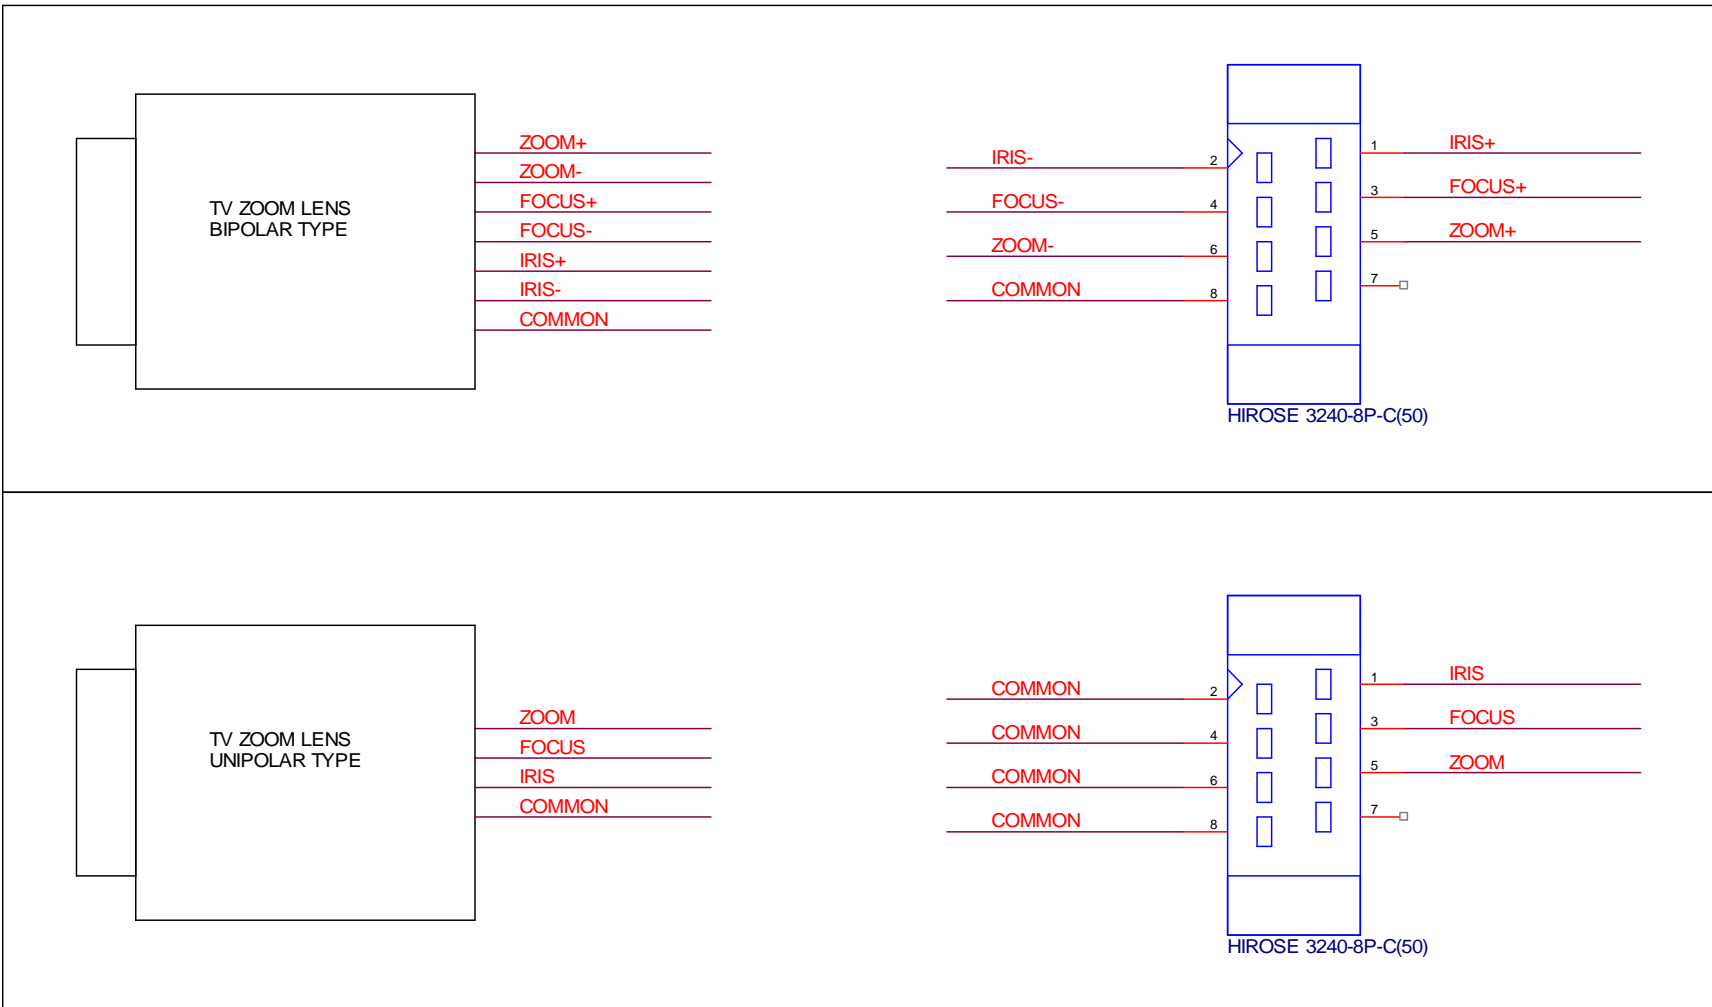 TV ZOOM LENS
BIPOLAR TYPE
ZOOM+
ZOOM-
FOCUS+
FOCUS-
IRIS+
IRIS-
COMMON
IRIS- 2
FOCUS- 4
ZOOM- 6
COMMON 8
1 IRIS+
3 FOCUS+
5 ZOOM+
7
HIROSE 3240-8P-C(50)
TV ZOOM LENS
UNIPOLAR TYPE
ZOOM
FOCUS
IRIS
COMMON
COMMON 2
COMMON 4
COMMON 6
COMMON 8
1 IRIS
3 FOCUS
5 ZOOM
7
HIROSE 3240-8P-C(50)